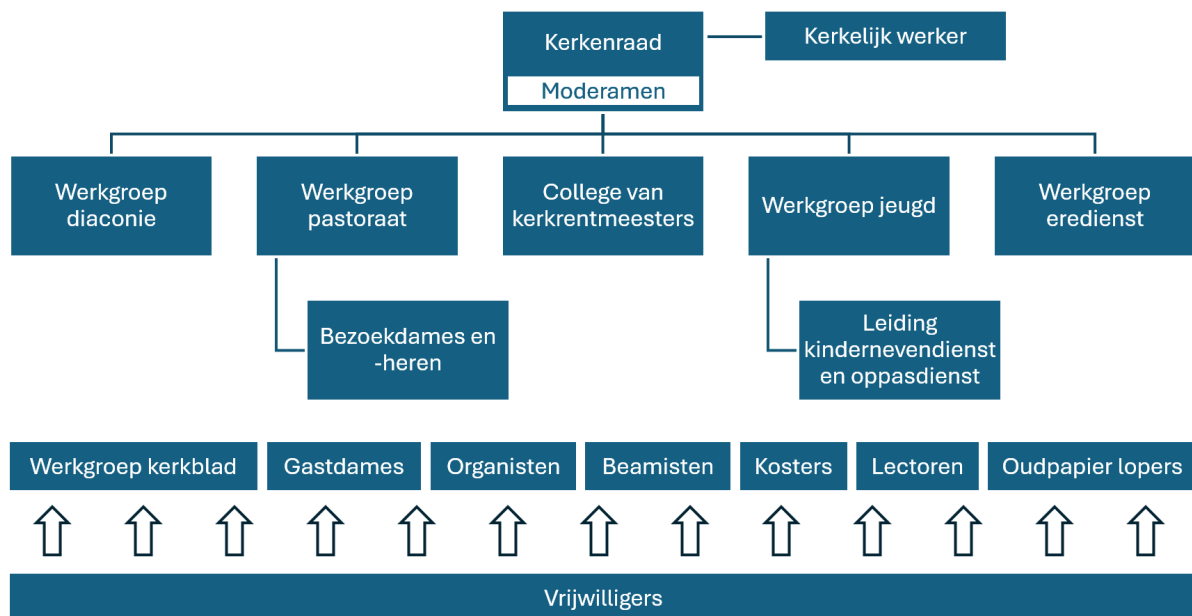 Kerkenraad
Kerkelijk werker
Moderamen
Werkgroep
diaconie
Werkgroep
pastoraat
College van
kerkrentmeesters
Werkgroep jeugd
Werkgroep
eredienst
Bezoekdames en
-heren
Leiding
kindernevendienst
en oppasdienst
Werkgroep kerkblad
Gastdames
Organisten
Beamisten
Kosters
Lectoren
Oudpapier lopers
Vrijwilligers